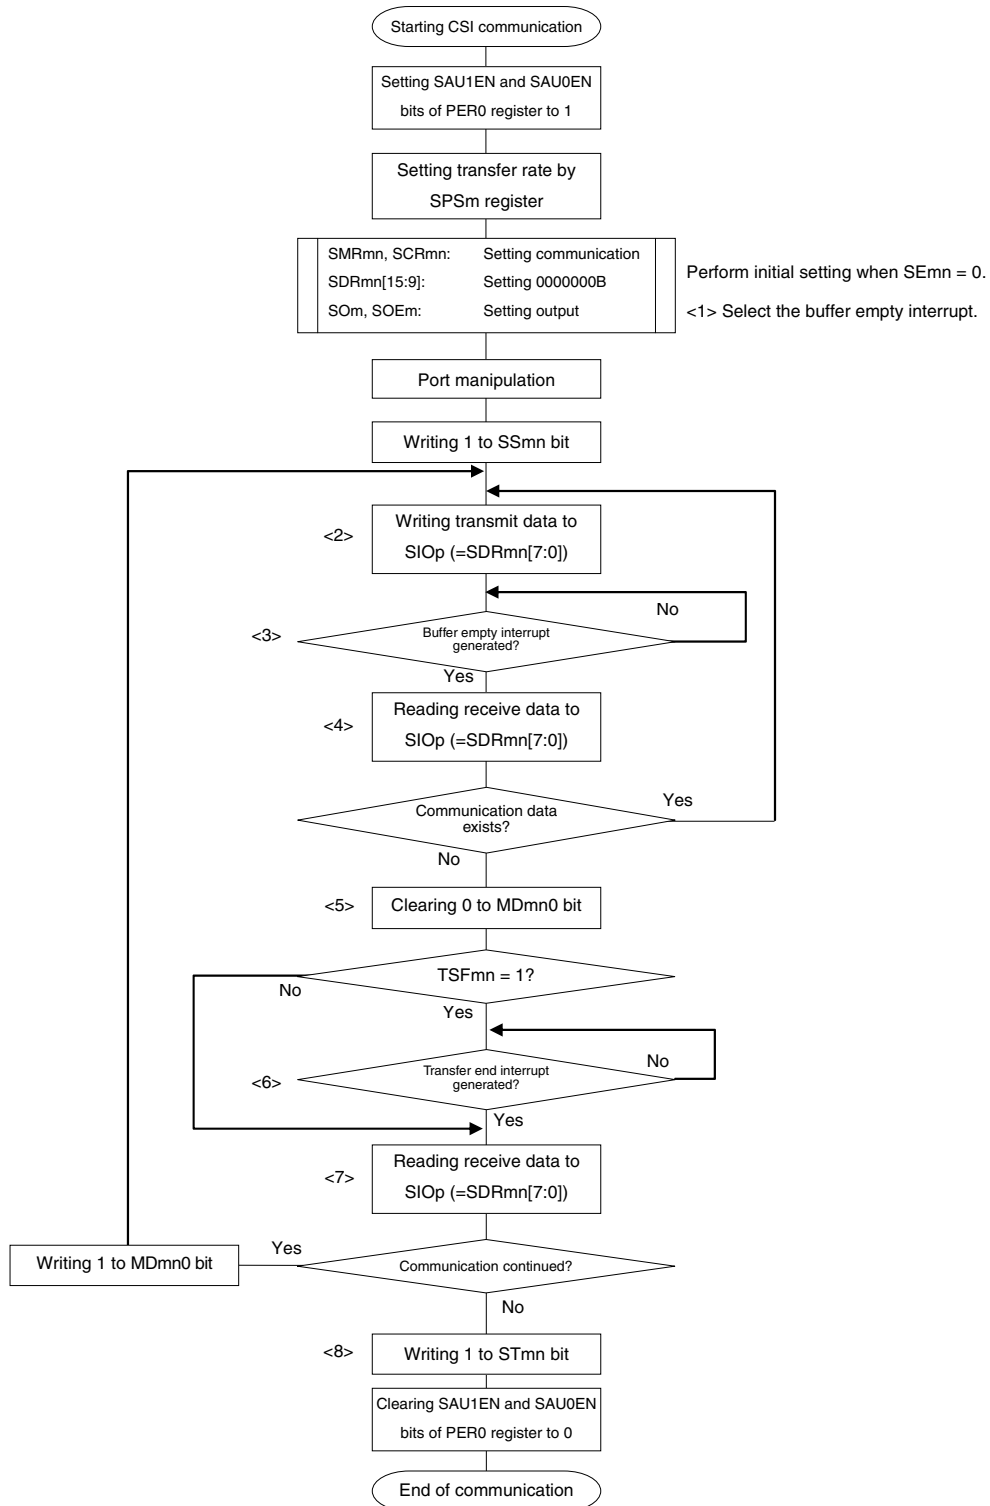 Starting CSI communication
Setting SAU1EN and SAU0EN
bits of PER0 register to 1
Setting transfer rate by
SPSm register
SMRmn, SCRmn: Setting communication
SDRmn[15:9]: Setting 0000000B
SOm, SOEm: Setting output
Perform initial setting when SEmn = 0.
<1> Select the buffer empty interrupt.
Port manipulation
Writing 1 to SSmn bit
<2>
Writing transmit data to
SIOp (=SDRmn[7:0])
No
<3>
Buffer empty interrupt
generated?
Yes
<4>
Reading receive data to
SIOp (=SDRmn[7:0])
Communication data
exists?
Yes
No
<5>
Clearing 0 to MDmn0 bit
TSFmn = 1?
No
Yes
No
<6>
Transfer end interrupt
generated?
Yes
<7>
Reading receive data to
SIOp (=SDRmn[7:0])
Writing 1 to MDmn0 bit
Yes
Communication continued?
No
<8>
Writing 1 to STmn bit
Clearing SAU1EN and SAU0EN
bits of PER0 register to 0
End of communication